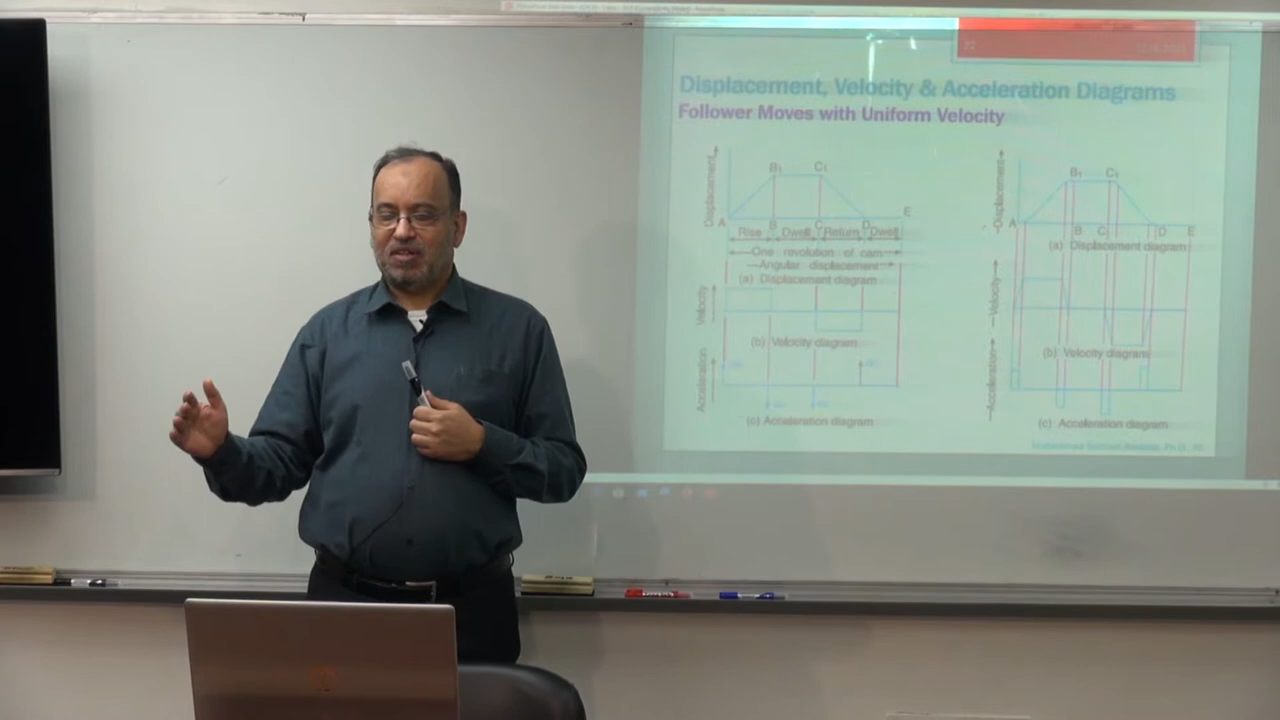 Displacement, Velocity & Acceleration Diagrams
Follower Moves with Uniform Velocity
Displacement
B₁ C₁
A B C D E
Rise Dwell Return Dwell
One revolution of cam
Angular displacement
(a) Displacement diagram
Velocity
(b) Velocity diagram
Acceleration
(c) Acceleration diagram
Displacement
B₁ C₁
A B C D E
(a) Displacement diagram
Velocity
(b) Velocity diagram
Acceleration
(c) Acceleration diagram